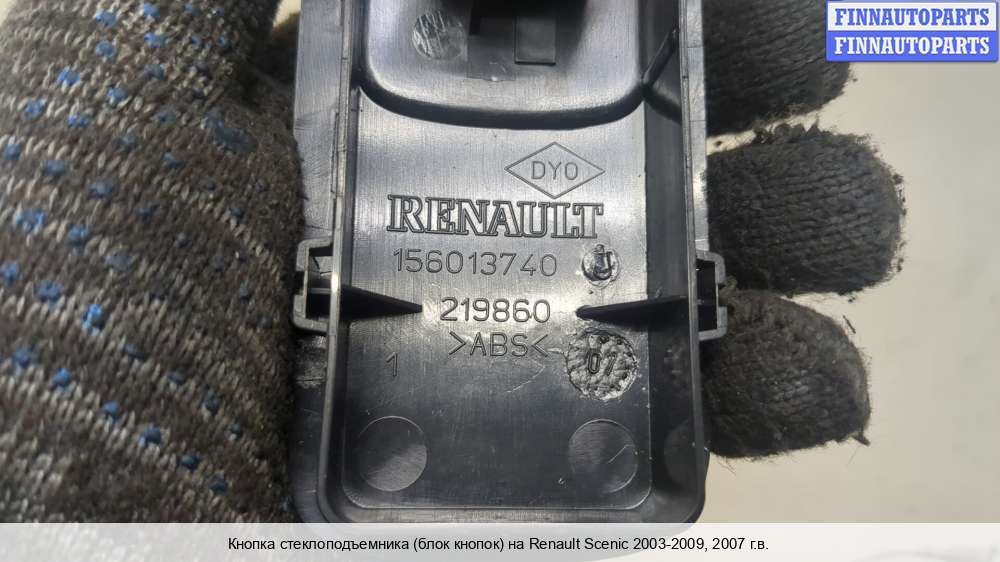 FINNAUTOPARTS
FINNAUTOPARTS
DYO
RENAULT
156013740
219860
>ABS<
1
07
Кнопка стеклоподъемника (блок кнопок) на Renault Scenic 2003-2009, 2007 г.в.